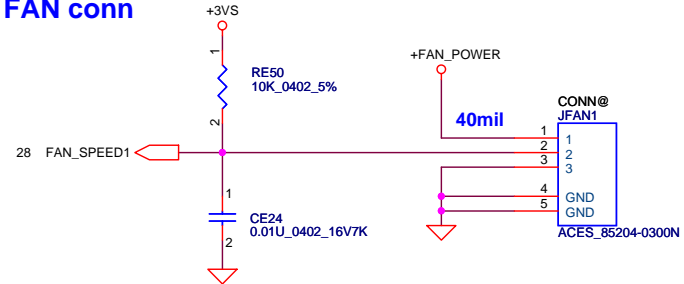 FAN conn
+3VS
+FAN_POWER
1
RE50
10K_0402_5%
2
40mil
CONN@
JFAN1
1 1
2 2
3 3
4 GND
5 GND
ACES_85204-0300N
28 FAN_SPEED1
1
CE24
0.01U_0402_16V7K
2